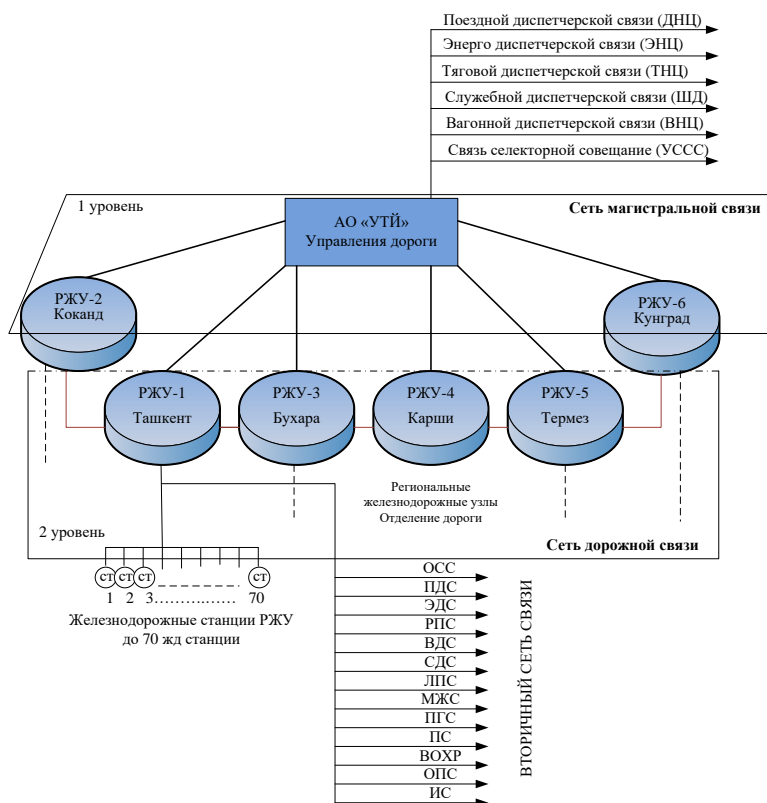 Поездной диспетчерской связи (ДНЦ)
Энерго диспетчерской связи (ЭНЦ)
Тяговой диспетчерской связи (ТНЦ)
Служебной диспетчерской связи (ШД)
Вагонной диспетчерской связи (ВНЦ)
Связь селекторной совещание (УССС)
1 уровень
Сеть магистральной связи
АО «УТЙ»
Управления дороги
РЖУ-2
Коканд
РЖУ-6
Кунград
РЖУ-1
Ташкент
РЖУ-3
Бухара
РЖУ-4
Карши
РЖУ-5
Термез
Региональные
железнодорожные узлы
Отделение дороги
2 уровень
Сеть дорожной связи
ст ст ст ст
1 2 3………..…… 70
Железнодорожные станции РЖУ
до 70 жд станции
ОСС
ПДС
ЭДС
РПС
ВДС
СДС
ЛПС
МЖС
ПГС
ПС
ВОХР
ОПС
ИС
ВТОРИЧНЫЙ СЕТЬ СВЯЗИ